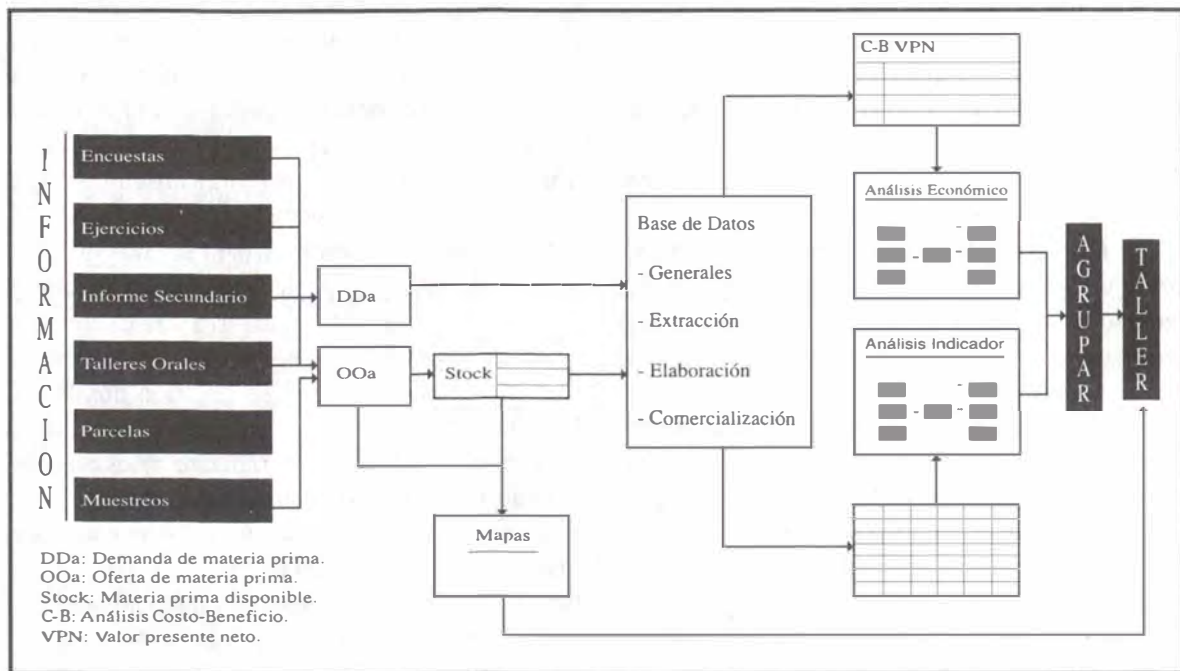 INFORMACION
Encuestas
Ejercicios
Informe Secundario
Talleres Orales
Parcelas
Muestreos
DDa
OOa
Stock
Mapas
Base de Datos
- Generales
- Extracción
- Elaboración
- Comercialización
C-B VPN
Análisis Económico
Análisis Indicador
AGRUPAR
TALLER
DDa: Demanda de materia prima.
OOa: Oferta de materia prima.
Stock: Materia prima disponible.
C-B: Análisis Costo-Beneficio.
VPN: Valor presente neto.